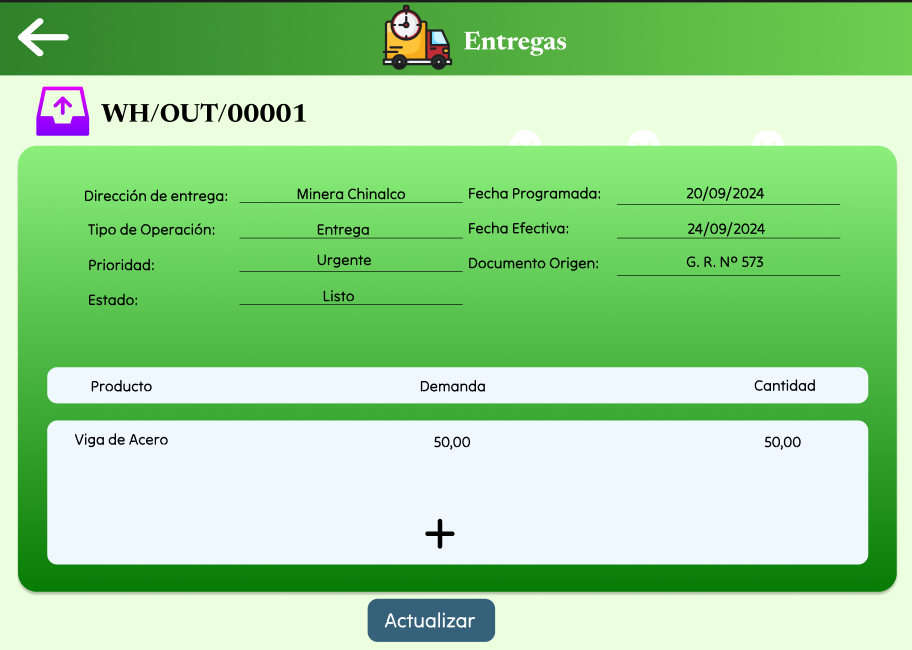 Entregas
WH/OUT/00001
Dirección de entrega: Minera Chinalco Fecha Programada: 20/09/2024
Tipo de Operación: Entrega Fecha Efectiva: 24/09/2024
Prioridad: Urgente Documento Origen: G. R. Nº 573
Estado: Listo
Producto Demanda Cantidad
Viga de Acero 50,00 50,00
Actualizar